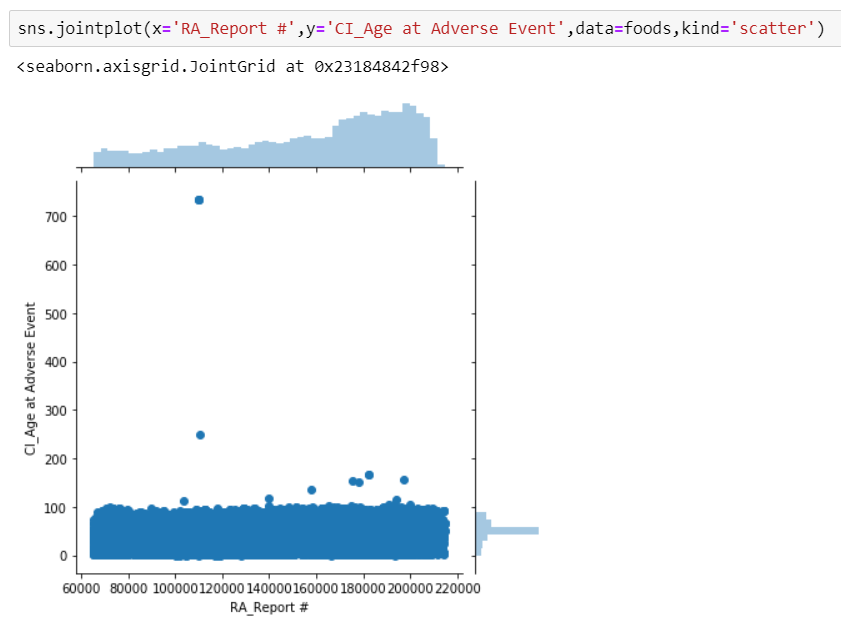 sns.jointplot(x='RA_Report #',y='CI_Age at Adverse Event',data=foods,kind='scatter')
<seaborn.axisgrid.JointGrid at 0x23184842f98>
700
600
500
400
300
200
100
0
CI_Age at Adverse Event
60000 80000 100000 120000 140000 160000 180000 200000 220000
RA_Report #